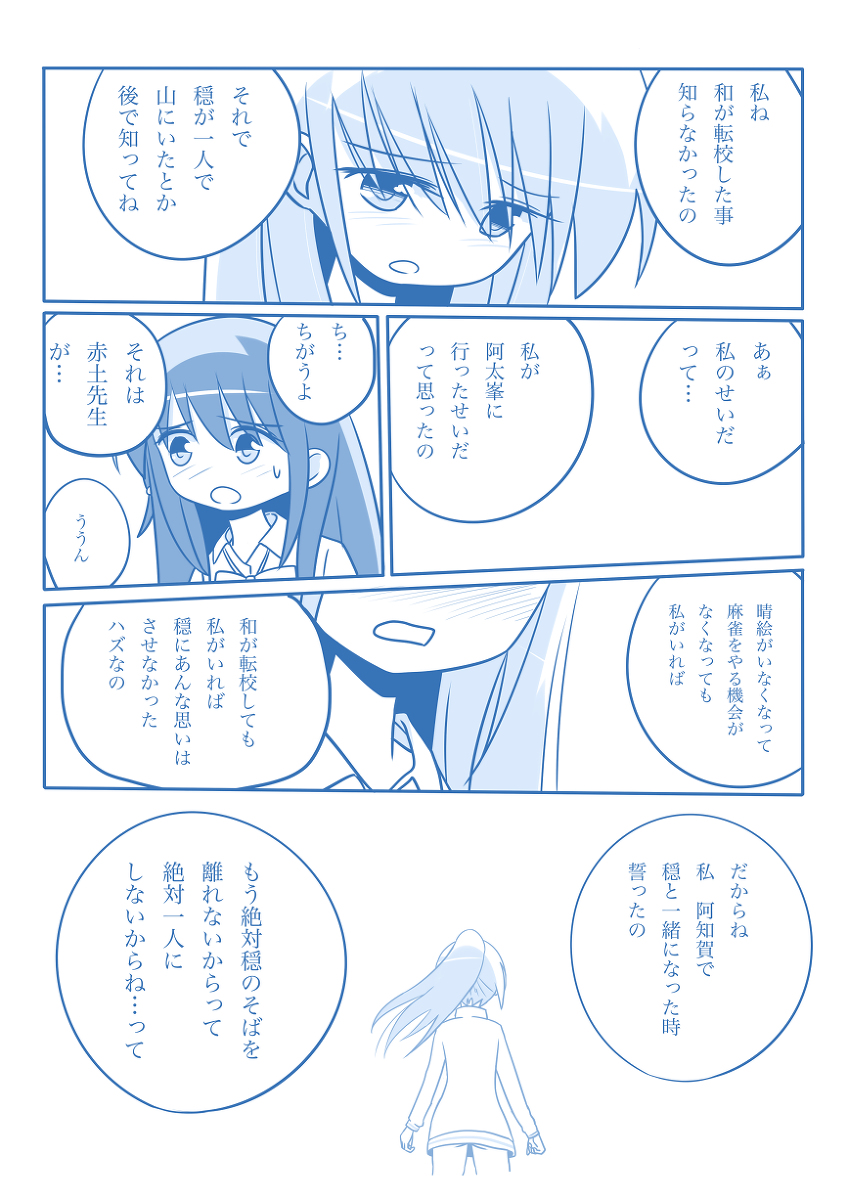 私ね
和が転校した事
知らなかったの
それで
穏が一人で
山にいたとか
後で知ってね
あぁ
私のせいだ
って…
私が
阿太峯に
行ったせいだ
って思ったの
ち…
ちがうよ
それは
赤土先生
が…
ううん
晴絵がいなくなって
麻雀をやる機会が
なくなっても
私がいれば
和が転校しても
私がいれば
穏にあんな思いは
させなかった
ハズなの
だからね
私　阿知賀で
穏と一緒になった時
誓ったの
もう絶対穏のそばを
離れないからって
絶対一人に
しないからね…って